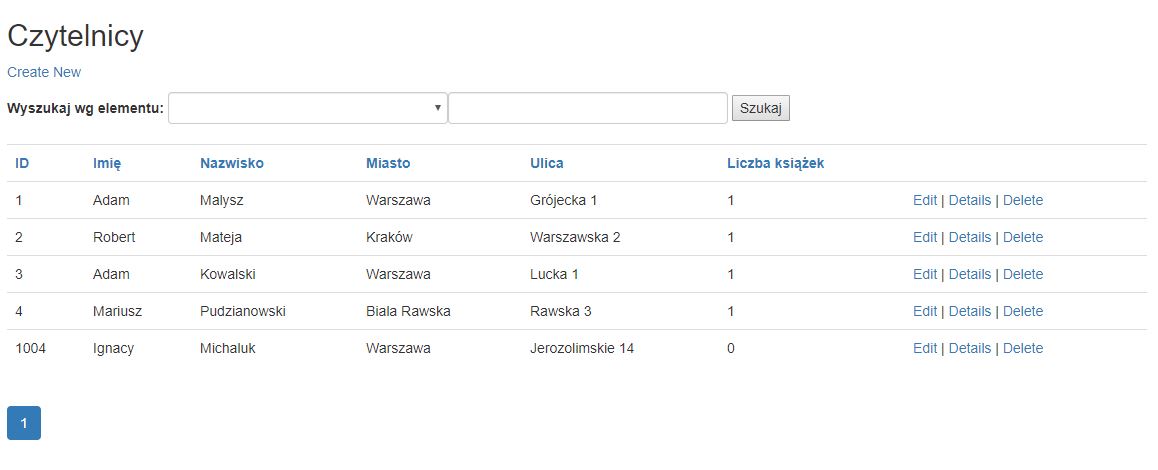 Czytelnicy
Create New
Wyszukaj wg elementu: Szukaj
ID Imię Nazwisko Miasto Ulica Liczba książek
1 Adam Malysz Warszawa Grójecka 1 1 Edit | Details | Delete
2 Robert Mateja Kraków Warszawska 2 1 Edit | Details | Delete
3 Adam Kowalski Warszawa Lucka 1 1 Edit | Details | Delete
4 Mariusz Pudzianowski Biala Rawska Rawska 3 1 Edit | Details | Delete
1004 Ignacy Michaluk Warszawa Jerozolimskie 14 0 Edit | Details | Delete
1